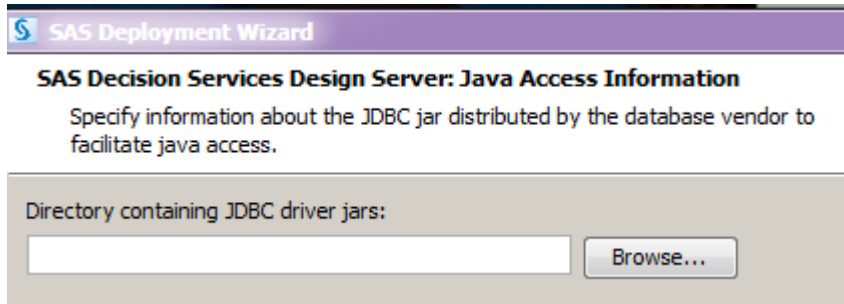 SAS Deployment Wizard
SAS Decision Services Design Server: Java Access Information
Specify information about the JDBC jar distributed by the database vendor to
facilitate java access.
Directory containing JDBC driver jars:
Browse...